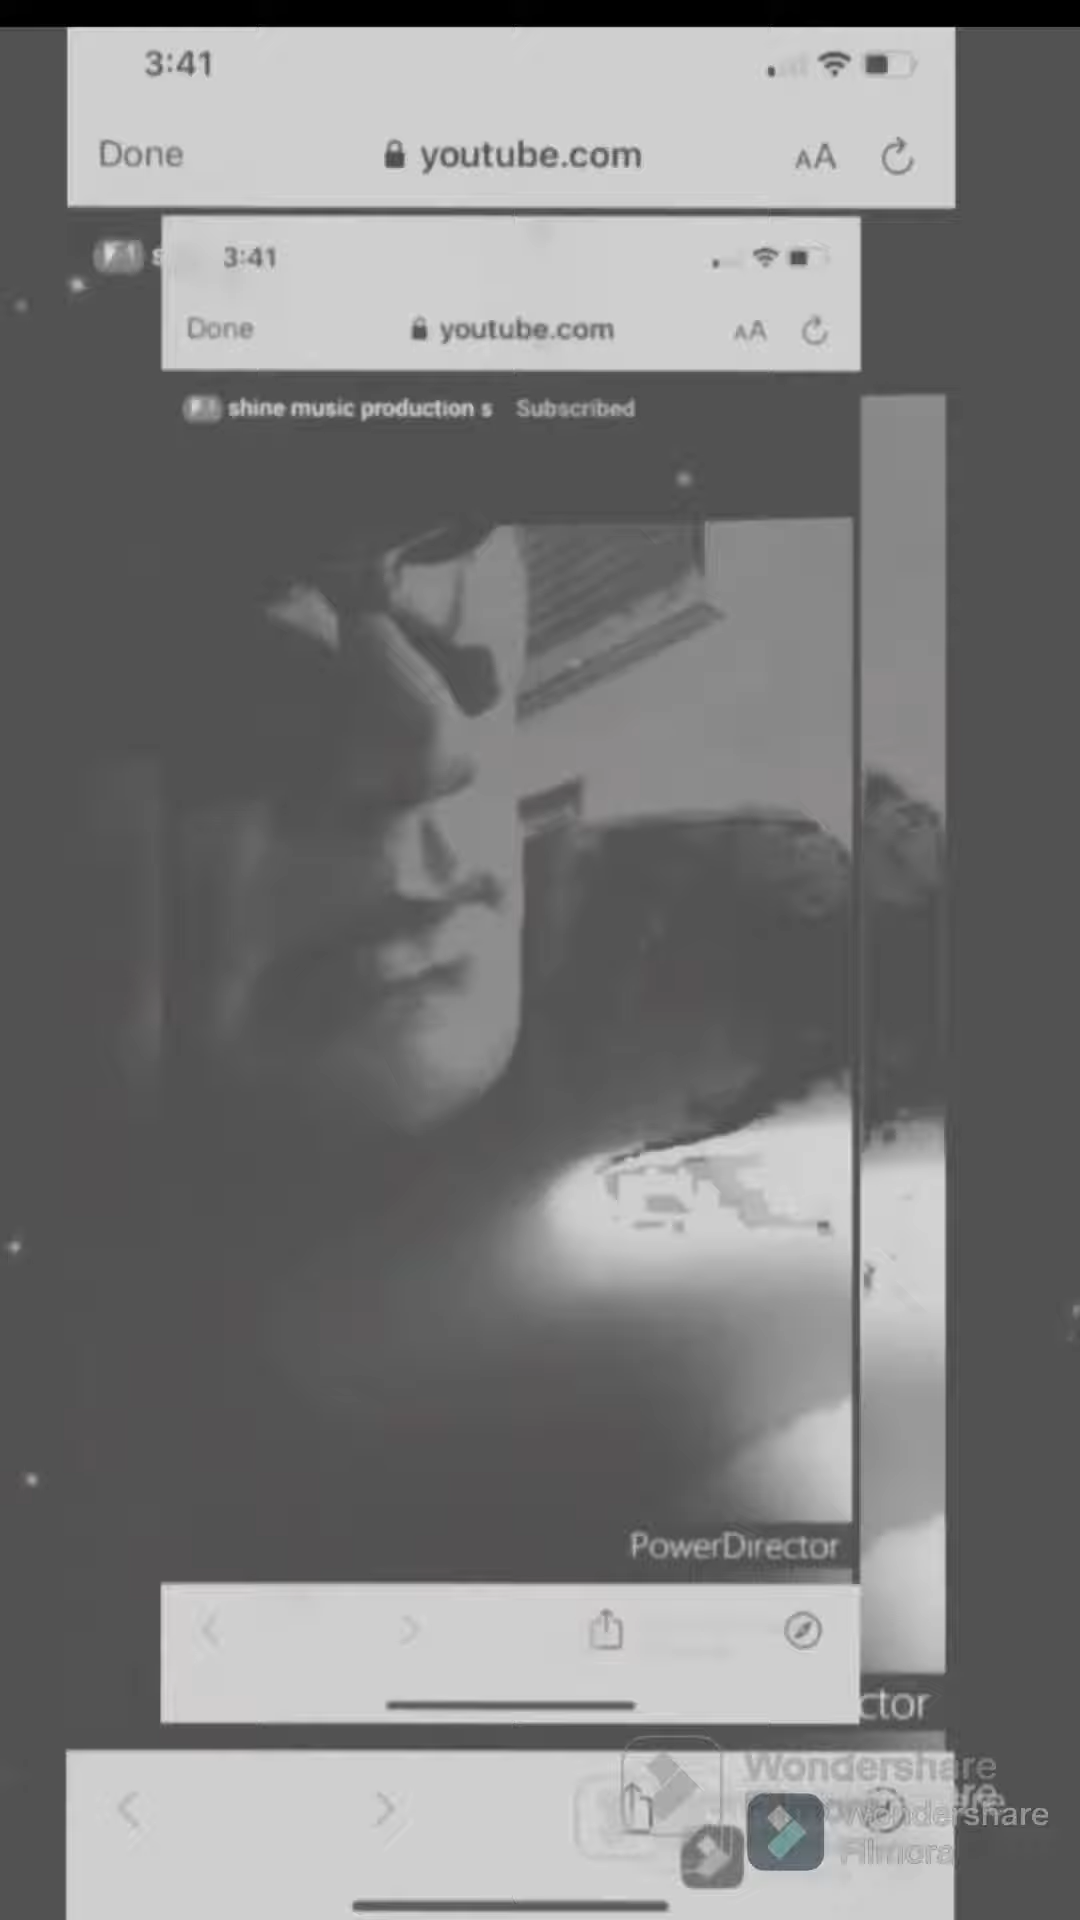 3:41
Done youtube.com AA
s
3:41
Done youtube.com AA
shine music production s Subscribed
PowerDirector
ctor
Wondershare
Wondershare
Filmora